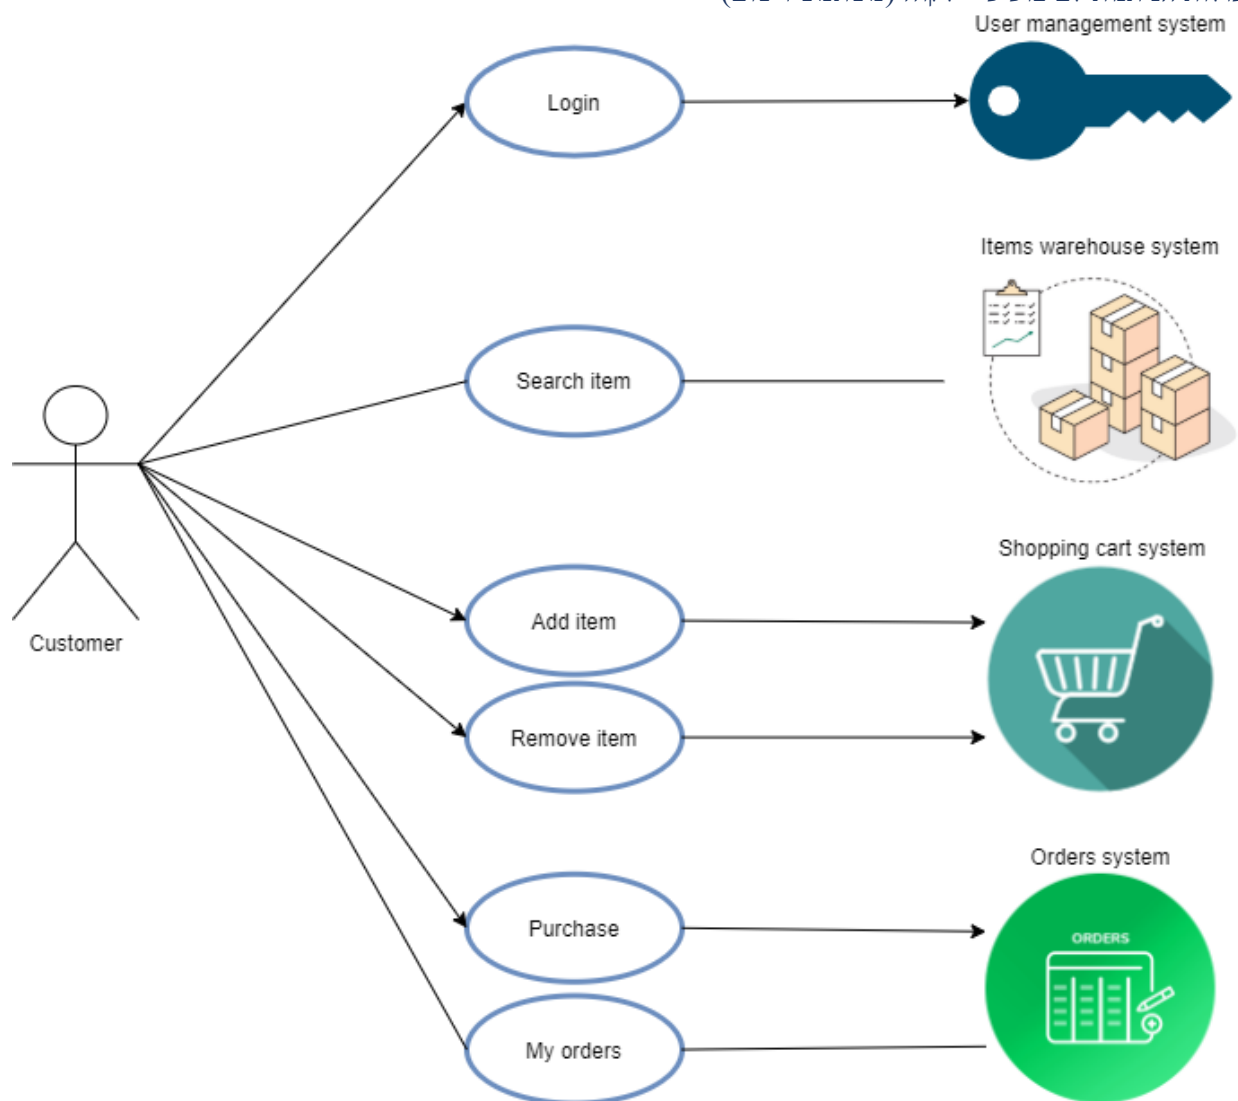 User management system
Login
Items warehouse system
Search item
Shopping cart system
Add item
Customer
Remove item
Orders system
Purchase
ORDERS
My orders